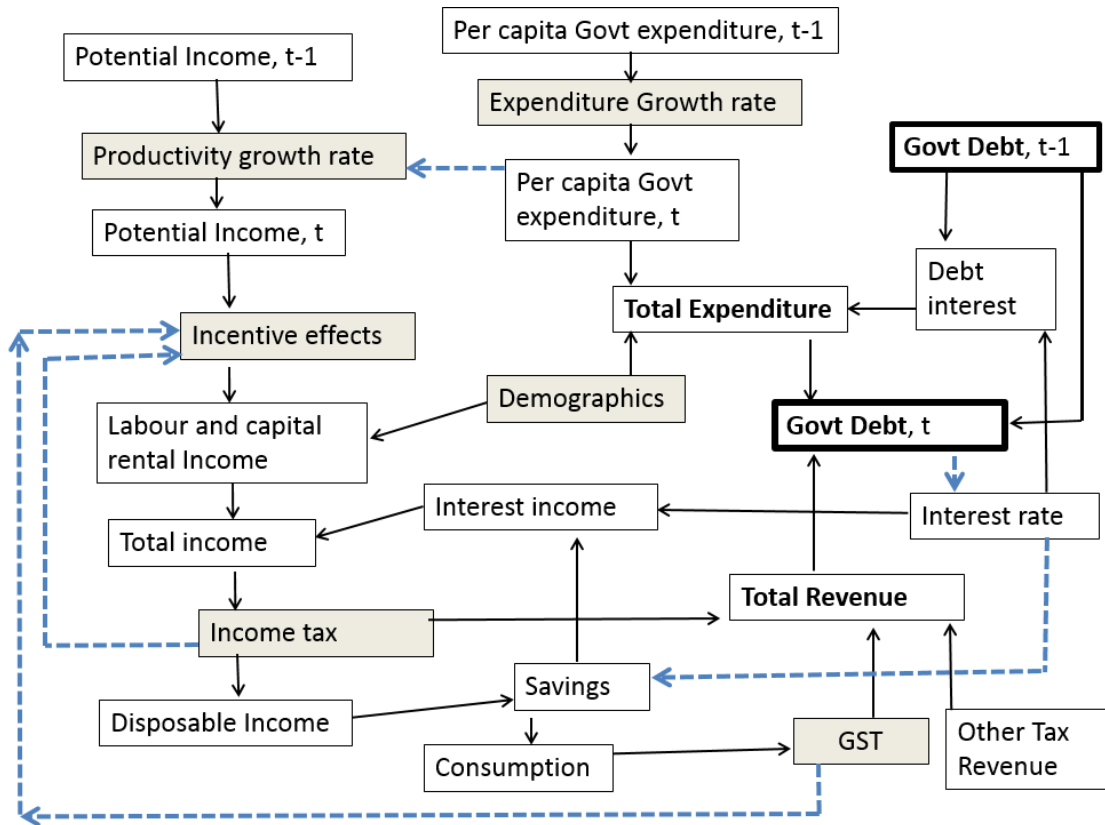 Per capita Govt expenditure, t-1
Potential Income, t-1
Expenditure Growth rate
Govt Debt, t-1
Productivity growth rate
Per capita Govt
expenditure, t
Potential Income, t
Debt
interest
Total Expenditure
Incentive effects
Demographics
Labour and capital
rental Income
Govt Debt, t
Interest income
Interest rate
Total income
Total Revenue
Income tax
Savings
Disposable Income
GST
Other Tax
Revenue
Consumption